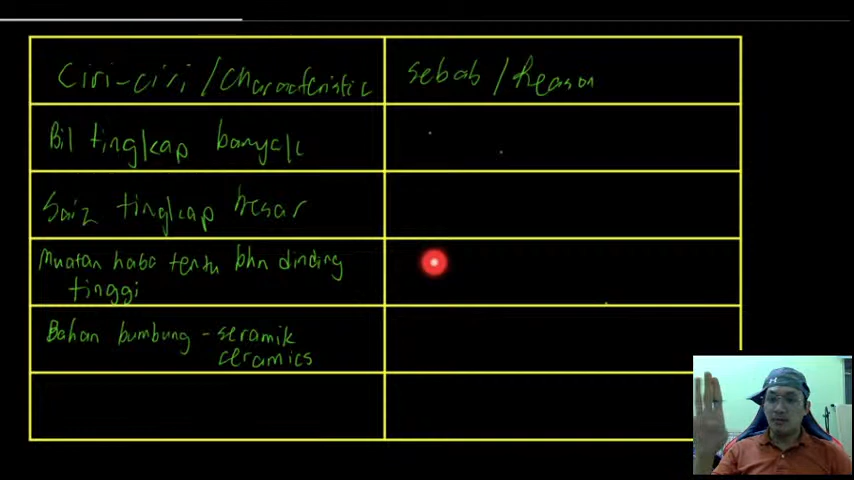 Ciri-ciri/Characteristic
Sebab/Reason
Bil tingkap banyak
Saiz tingkap besar
Muatan haba tentu bhn dinding
tinggi
Bahan bumbung - seramik
ceramics